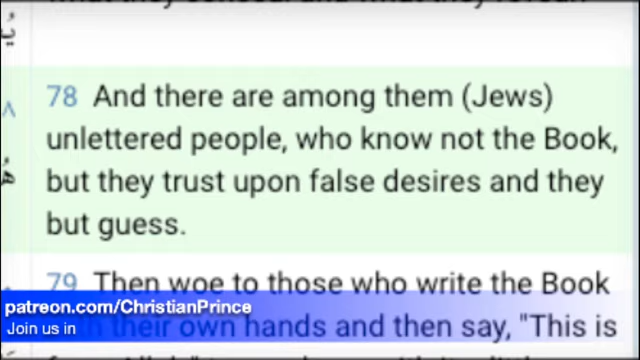 78 And there are among them (Jews)
unlettered people, who know not the Book,
but they trust upon false desires and they
but guess.
79 Then woe to those who write the Book
with their own hands and then say, "This is
patreon.com/ChristianPrince
Join us in